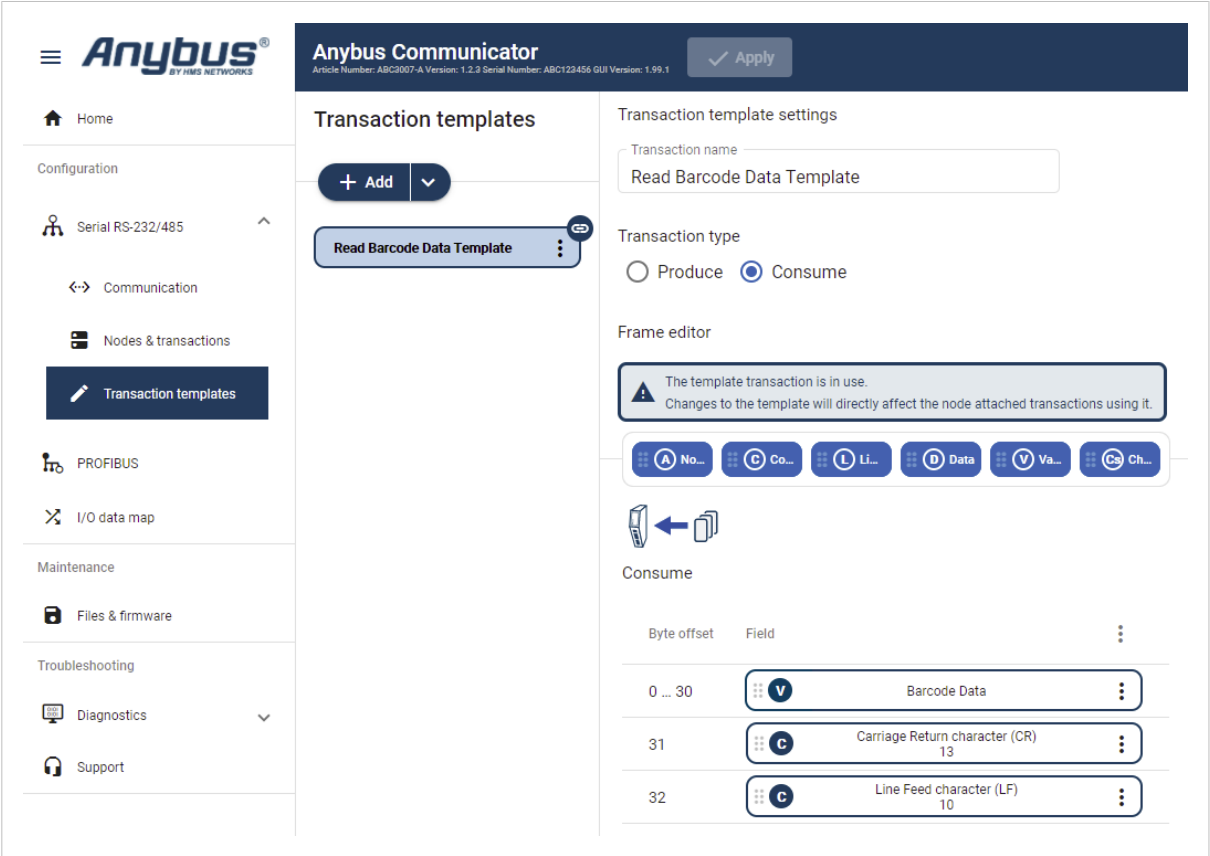 Anybus®
BY HMS NETWORKS
Anybus Communicator
Article Number: ABC3007-A Version: 1.2.3 Serial Number: ABC123456 GUI Version: 1.99.1
Apply
Home
Configuration
Serial RS-232/485
Communication
Nodes & transactions
Transaction templates
PROFIBUS
I/O data map
Maintenance
Files & firmware
Troubleshooting
Diagnostics
Support
Transaction templates
Add
Read Barcode Data Template
Transaction template settings
Transaction name
Read Barcode Data Template
Transaction type
Produce Consume
Frame editor
The template transaction is in use.
Changes to the template will directly affect the node attached transactions using it.
A No... C Co... L Li... D Data V Va... Cs Ch...
Consume
Byte offset Field
0 ... 30 V Barcode Data
31 C Carriage Return character (CR)
13
32 C Line Feed character (LF)
10